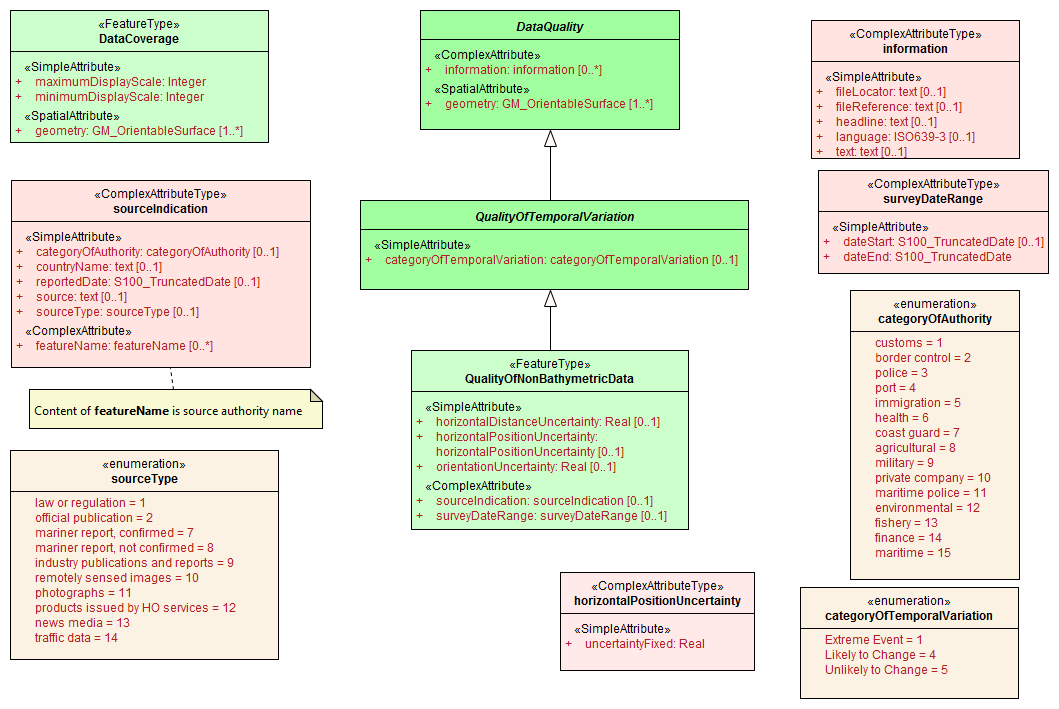 «FeatureType»
DataCoverage
«SimpleAttribute»
+ maximumDisplayScale: Integer
+ minimumDisplayScale: Integer
«SpatialAttribute»
+ geometry: GM_OrientableSurface [1..*]
DataQuality
«ComplexAttribute»
+ information: information [0..*]
«SpatialAttribute»
+ geometry: GM_OrientableSurface [1..*]
«ComplexAttributeType»
information
«SimpleAttribute»
+ fileLocator: text [0..1]
+ fileReference: text [0..1]
+ headline: text [0..1]
+ language: ISO639-3 [0..1]
+ text: text [0..1]
«ComplexAttributeType»
sourceIndication
«SimpleAttribute»
+ categoryOfAuthority: categoryOfAuthority [0..1]
+ countryName: text [0..1]
+ reportedDate: S100_TruncatedDate [0..1]
+ source: text [0..1]
+ sourceType: sourceType [0..1]
«ComplexAttribute»
+ featureName: featureName [0..*]
Content of featureName is source authority name
QualityOfTemporalVariation
«SimpleAttribute»
+ categoryOfTemporalVariation: categoryOfTemporalVariation [0..1]
«ComplexAttributeType»
surveyDateRange
«SimpleAttribute»
+ dateStart: S100_TruncatedDate [0..1]
+ dateEnd: S100_TruncatedDate
«enumeration»
categoryOfAuthority
customs = 1
border control = 2
police = 3
port = 4
immigration = 5
health = 6
coast guard = 7
agricultural = 8
military = 9
private company = 10
maritime police = 11
environmental = 12
fishery = 13
finance = 14
maritime = 15
«FeatureType»
QualityOfNonBathymetricData
«SimpleAttribute»
+ horizontalDistanceUncertainty: Real [0..1]
+ horizontalPositionUncertainty:
horizontalPositionUncertainty [0..1]
+ orientationUncertainty: Real [0..1]
«ComplexAttribute»
+ sourceIndication: sourceIndication [0..1]
+ surveyDateRange: surveyDateRange [0..1]
«enumeration»
sourceType
law or regulation = 1
official publication = 2
mariner report, confirmed = 7
mariner report, not confirmed = 8
industry publications and reports = 9
remotely sensed images = 10
photographs = 11
products issued by HO services = 12
news media = 13
traffic data = 14
«ComplexAttributeType»
horizontalPositionUncertainty
«SimpleAttribute»
+ uncertaintyFixed: Real
«enumeration»
categoryOfTemporalVariation
Extreme Event = 1
Likely to Change = 4
Unlikely to Change = 5